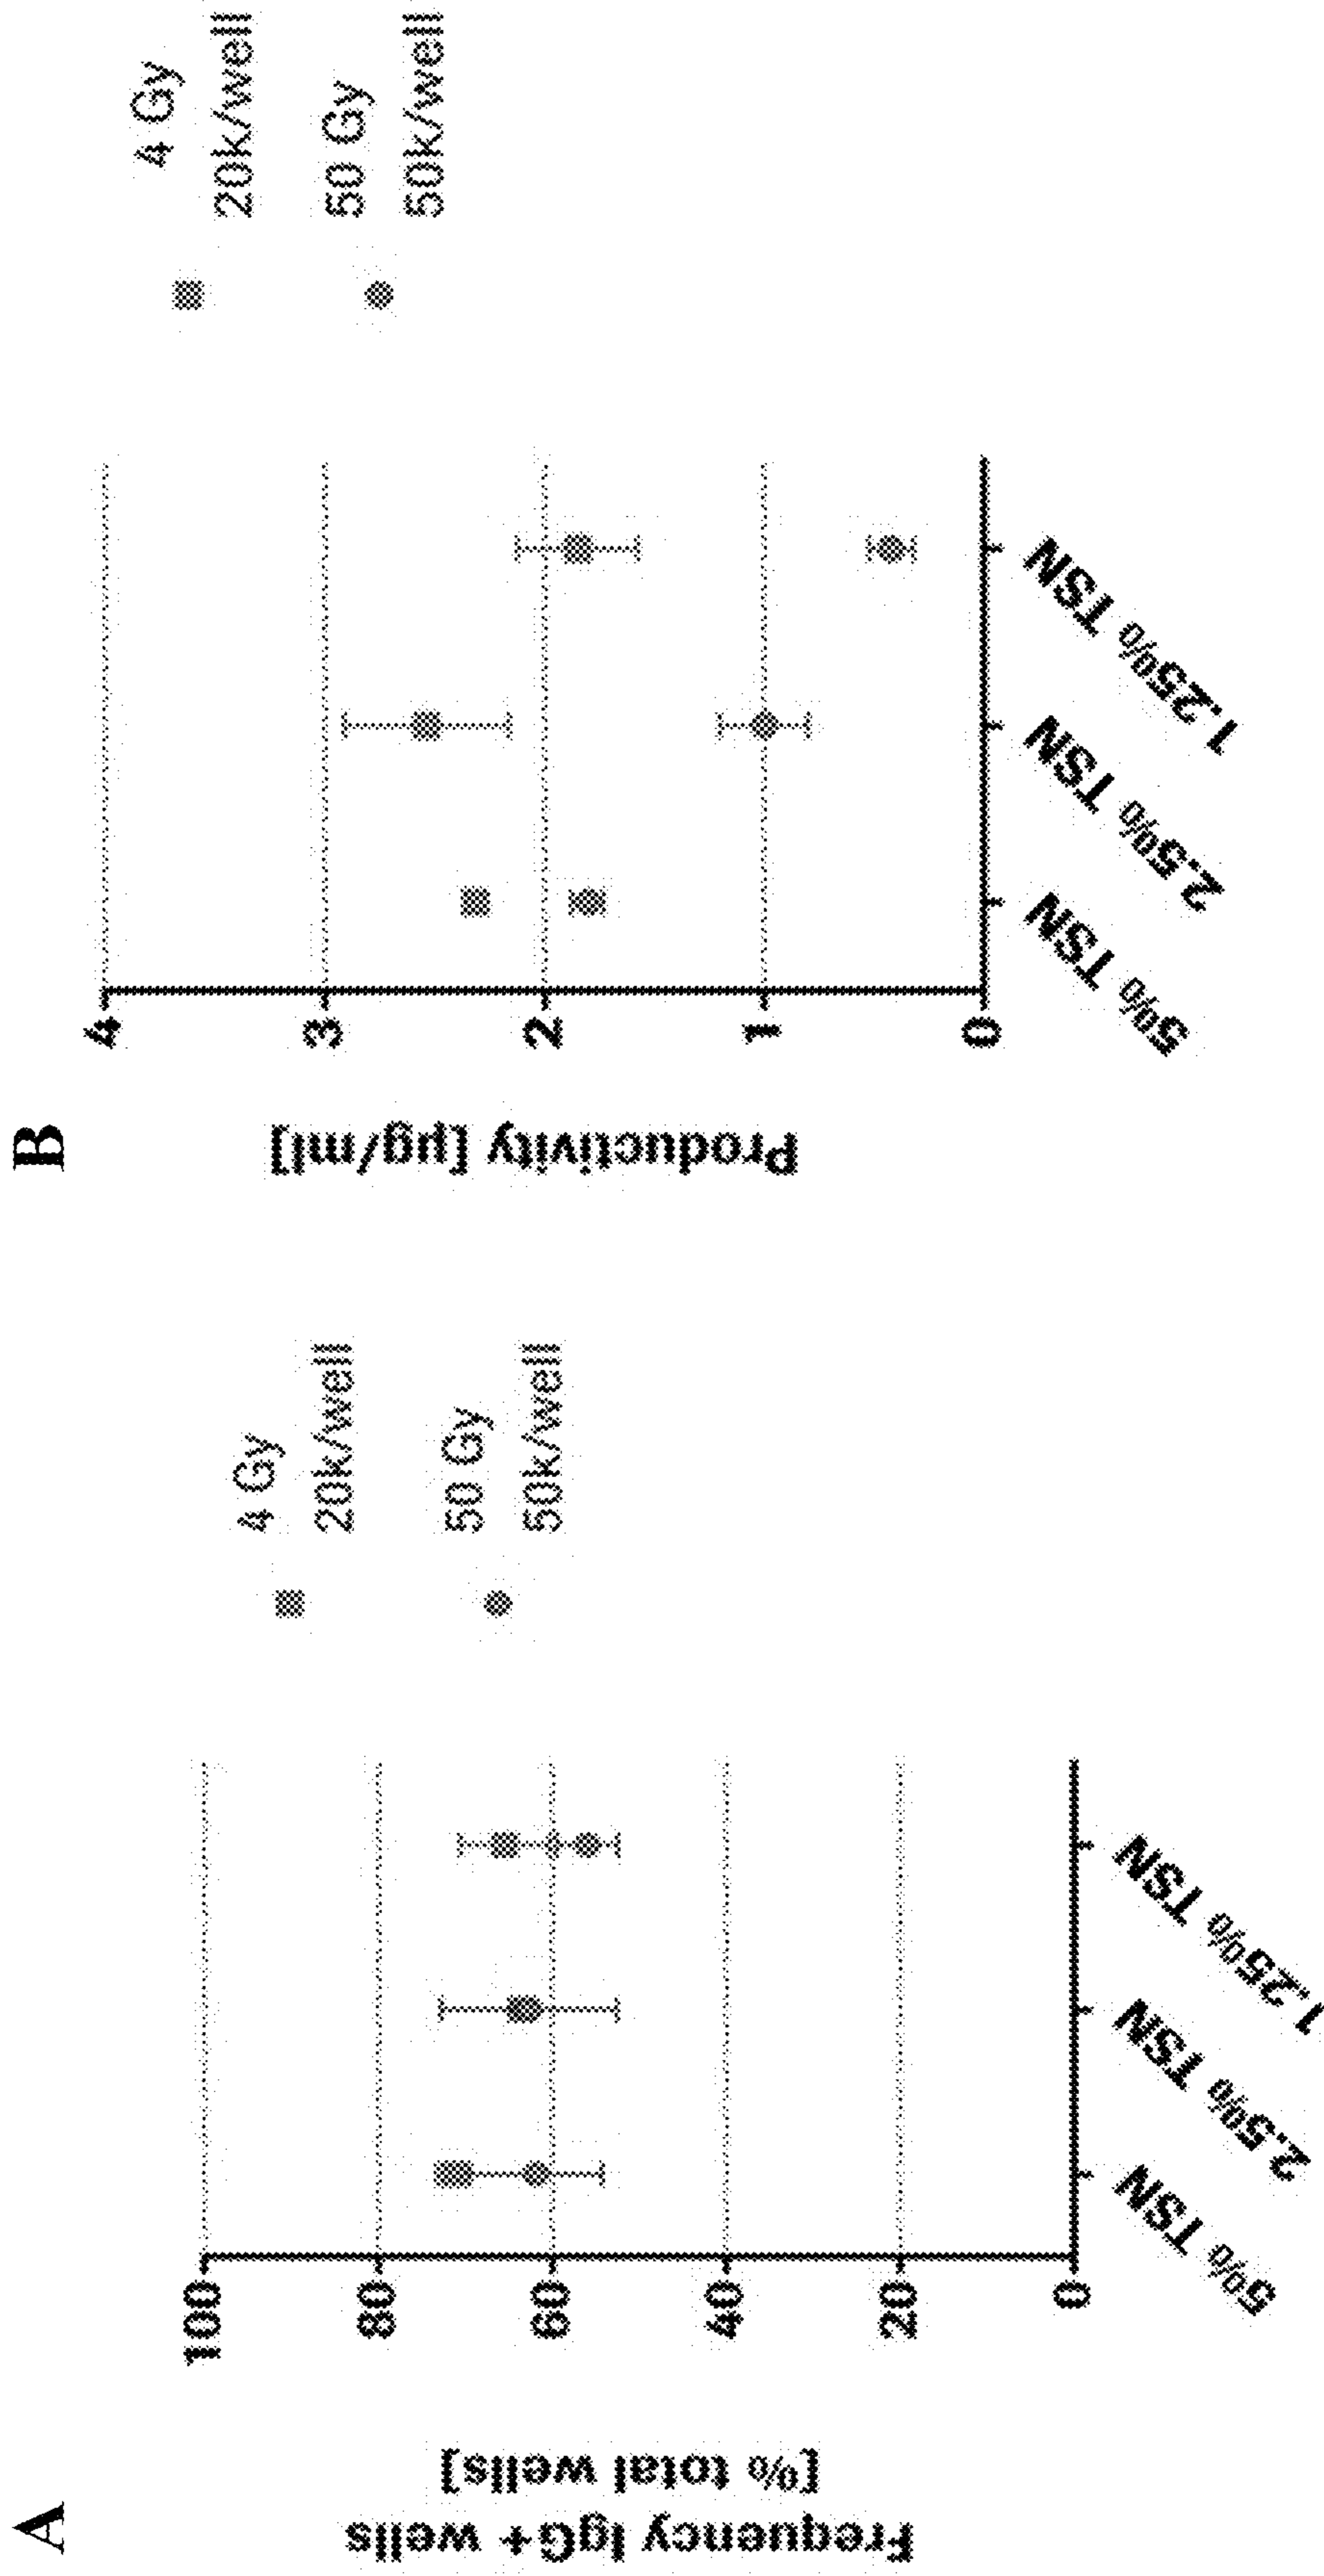 A
Frequency IgG+ wells
[% total wells]
100
80
60
40
20
0
5% TSN
2.5% TSN
1.25% TSN
4 Gy
20k/well
50 Gy
50k/well
B
Productivity [µg/ml]
4
3
2
1
0
5% TSN
2.5% TSN
1.25% TSN
4 Gy
20k/well
50 Gy
50k/well